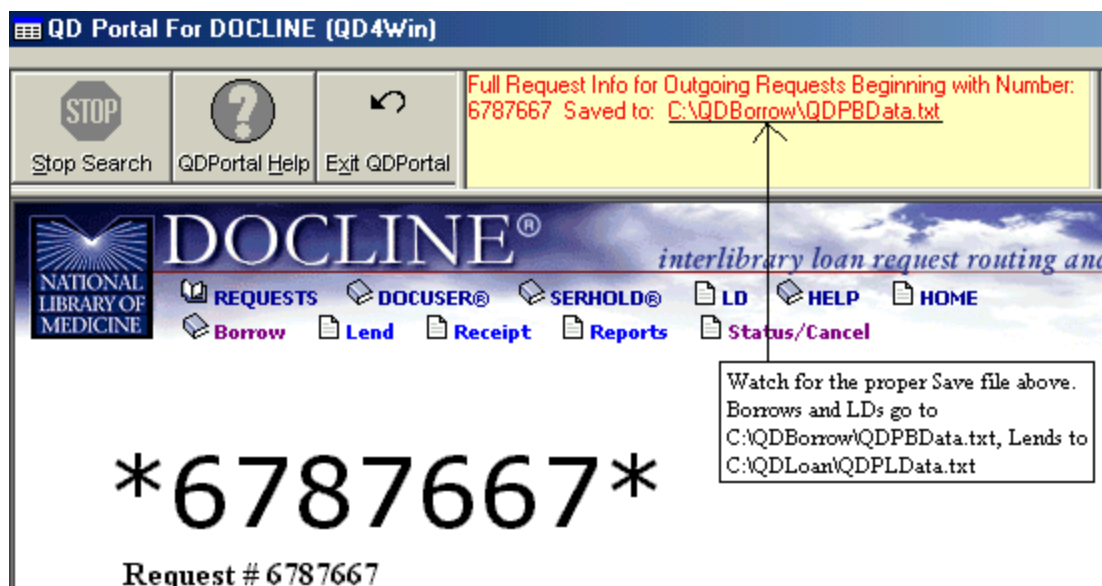 QD Portal For DOCLINE (QD4Win)
STOP
Stop Search
?
QDPortal Help
Exit QDPortal
Full Request Info for Outgoing Requests Beginning with Number:
6787667 Saved to: C:\QDBorrow\QDPBData.txt
NATIONAL
LIBRARY OF
MEDICINE
DOCLINE®
interlibrary loan request routing and
REQUESTS DOCUSER® SERHOLD® LD HELP HOME
Borrow Lend Receipt Reports Status/Cancel
Watch for the proper Save file above.
Borrows and LDs go to
C:\QDBorrow\QDPBData.txt, Lends to
C:\QDLoan\QDPLData.txt
*6787667*
Request # 6787667